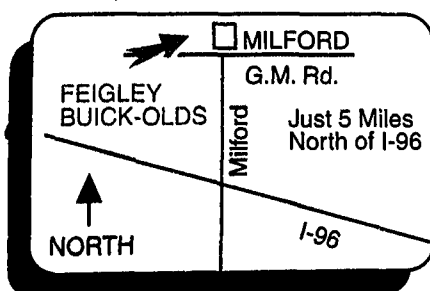 MILFORD
G.M. Rd.
FEIGLEY
BUICK-OLDS
Milford
Just 5 Miles
North of I-96
I-96
NORTH